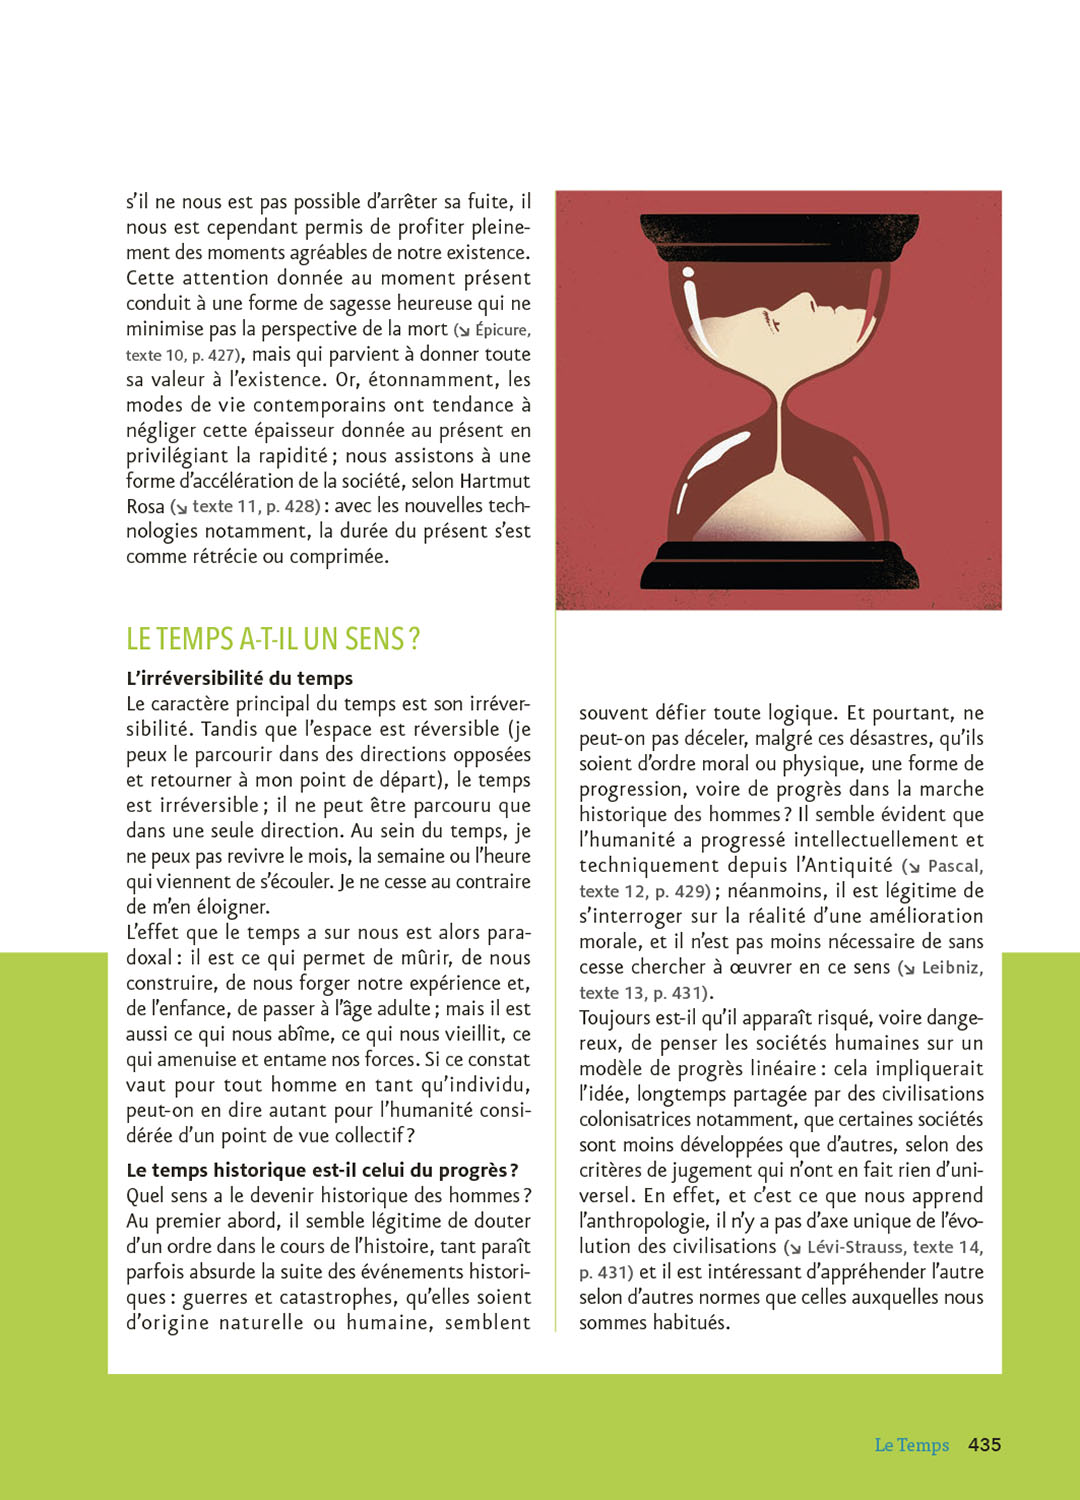 s’il ne nous est pas possible d’arrêter sa fuite, il
nous est cependant permis de profiter pleine-
ment des moments agréables de notre existence.
Cette attention donnée au moment présent
conduit à une forme de sagesse heureuse qui ne
minimise pas la perspective de la mort (↘ Épicure,
texte 10, p. 427), mais qui parvient à donner toute
sa valeur à l’existence. Or, étonnamment, les
modes de vie contemporains ont tendance à
négliger cette épaisseur donnée au présent en
privilégiant la rapidité ; nous assistons à une
forme d’accélération de la société, selon Hartmut
Rosa (↘ texte 11, p. 428) : avec les nouvelles tech-
nologies notamment, la durée du présent s’est
comme rétrécie ou comprimée.
LE TEMPS A-T-IL UN SENS ?
L’irréversibilité du temps
Le caractère principal du temps est son irréver-
sibilité. Tandis que l’espace est réversible (je
peux le parcourir dans des directions opposées
et retourner à mon point de départ), le temps
est irréversible ; il ne peut être parcouru que
dans une seule direction. Au sein du temps, je
ne peux pas revivre le mois, la semaine ou l’heure
qui viennent de s’écouler. Je ne cesse au contraire
de m’en éloigner.
L’effet que le temps a sur nous est alors para-
doxal : il est ce qui permet de mûrir, de nous
construire, de nous forger notre expérience et,
de l’enfance, de passer à l’âge adulte ; mais il est
aussi ce qui nous abîme, ce qui nous vieillit, ce
qui amenuise et entame nos forces. Si ce constat
vaut pour tout homme en tant qu’individu,
peut-on en dire autant pour l’humanité consi-
dérée d’un point de vue collectif ?
Le temps historique est-il celui du progrès ?
Quel sens a le devenir historique des hommes ?
Au premier abord, il semble légitime de douter
d’un ordre dans le cours de l’histoire, tant paraît
parfois absurde la suite des événements histori-
ques : guerres et catastrophes, qu’elles soient
d’origine naturelle ou humaine, semblent
souvent défier toute logique. Et pourtant, ne
peut-on pas déceler, malgré ces désastres, qu’ils
soient d’ordre moral ou physique, une forme de
progression, voire de progrès dans la marche
historique des hommes ? Il semble évident que
l’humanité a progressé intellectuellement et
techniquement depuis l’Antiquité (↘ Pascal,
texte 12, p. 429) ; néanmoins, il est légitime de
s’interroger sur la réalité d’une amélioration
morale, et il n’est pas moins nécessaire de sans
cesse chercher à œuvrer en ce sens (↘ Leibniz,
texte 13, p. 431).
Toujours est-il qu’il apparaît risqué, voire dange-
reux, de penser les sociétés humaines sur un
modèle de progrès linéaire : cela impliquerait
l’idée, longtemps partagée par des civilisations
colonisatrices notamment, que certaines sociétés
sont moins développées que d’autres, selon des
critères de jugement qui n’ont en fait rien d’uni-
versel. En effet, et c’est ce que nous apprend
l’anthropologie, il n’y a pas d’axe unique de l’évo-
lution des civilisations (↘ Lévi-Strauss, texte 14,
p. 431) et il est intéressant d’appréhender l’autre
selon d’autres normes que celles auxquelles nous
sommes habitués.
Le Temps 435